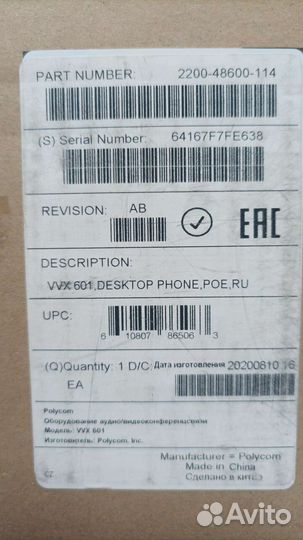 PART NUMBER: 2200-48600-114
(S) Serial Number: 64167F7FE638
REVISION: AB
EAC
DESCRIPTION:
VVX 601,DESKTOP PHONE,POE,RU
UPC:
6 10807 86506 3
(Q)Quantity: 1 D/C: Дата изготовления 20200810 16
EA
Polycom
Оборудование аудио/видеоконференцсвязи
Модель: VVX 601
Изготовитель: Polycom, Inc.
Manufacturer = Polycom
Made in China
Сделано в китае
CZ
Avito